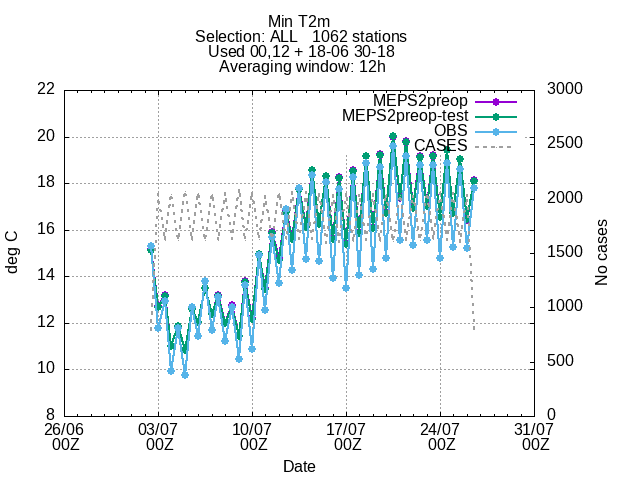 Min T2m
Selection: ALL   1062 stations
Used 00,12 + 18-06 30-18
Averaging window: 12h
MEPS2preop
MEPS2preop-test
OBS
CASES
deg C
22
20
18
16
14
12
10
8
No cases
3000
2500
2000
1500
1000
500
0
26/06 03/07 10/07 17/07 24/07 31/07
00Z 00Z 00Z 00Z 00Z 00Z
Date